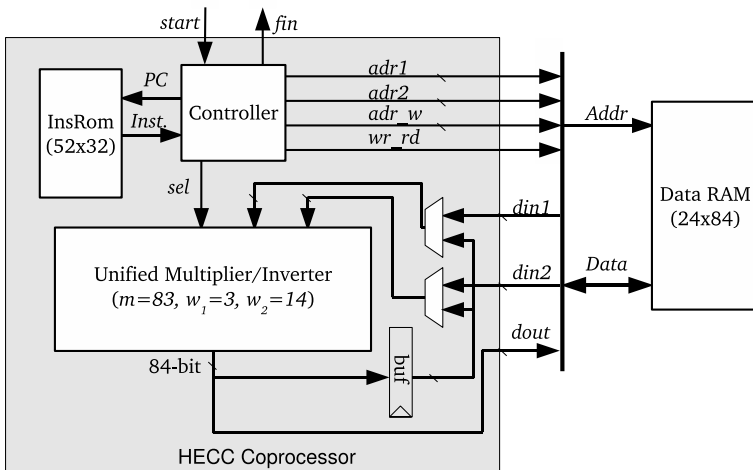 start
fin
PC
InsRom
(52x32)
Inst.
Controller
adr1
adr2
adr_w
wr_rd
Addr
Data RAM
(24x84)
sel
din1
din2
Data
dout
Unified Multiplier/Inverter
(m=83, w1=3, w2=14)
84-bit
buf
HECC Coprocessor